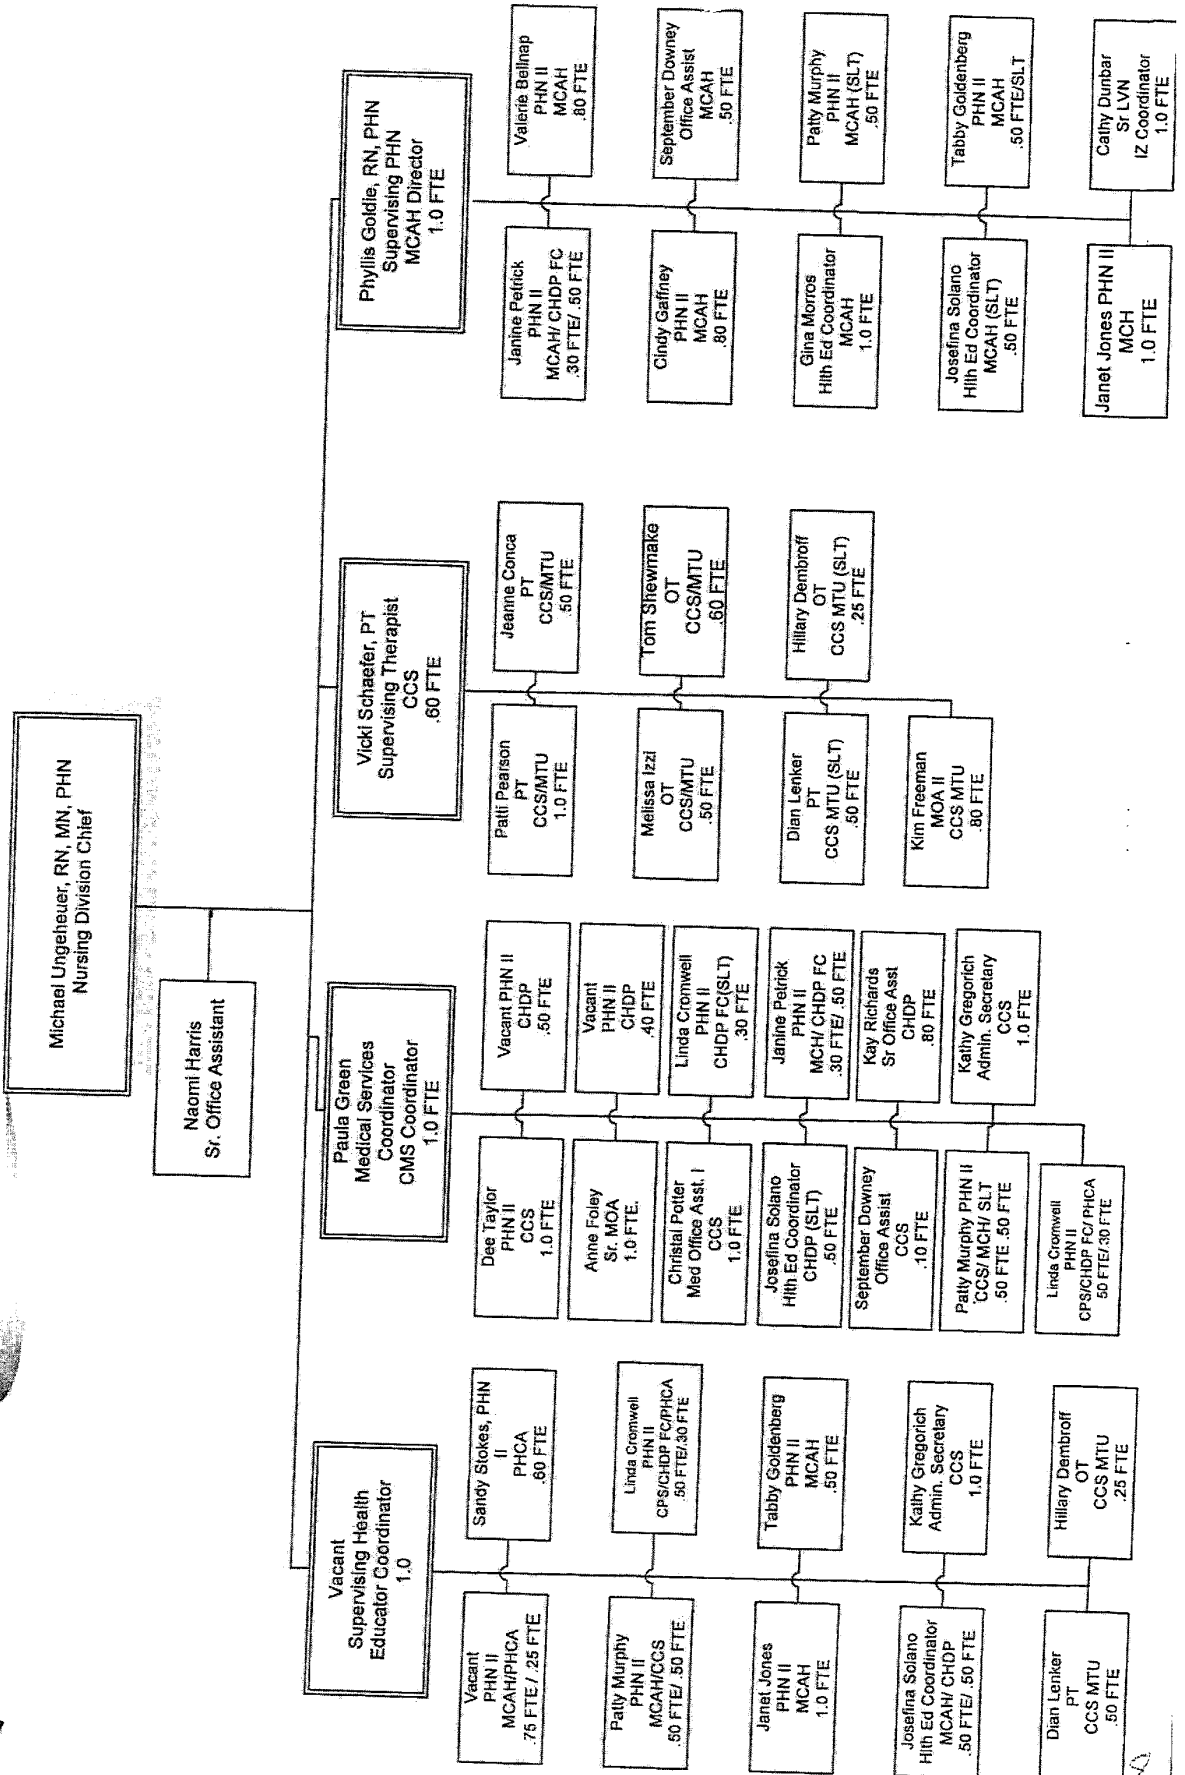 Michael Ungeheuer, RN, MN, PHN
Nursing Division Chief
Naomi Harris
Sr. Office Assistant
Vacant
Supervising Health
Educator Coordinator
1.0
Paula Green
Medical Services
Coordinator
CMS Coordinator
1.0 FTE
Vicki Schaefer, PT
Supervising Therapist
CCS
.60 FTE
Phyllis Goldie, RN, PHN
Supervising PHN
MCAH Director
1.0 FTE
Vacant
PHN II
MCAH/PHCA
.75 FTE / .25 FTE
Sandy Stokes, PHN
II
PHCA
.60 FTE
Patty Murphy
PHN II
MCAH/CCS
.50 FTE/ .50 FTE
Linda Cromwell
PHN II
CPS/CHDP FC/PHCA
.50 FTE/.30 FTE
Janet Jones
PHN II
MCAH
1.0 FTE
Tabby Goldenberg
PHN II
MCAH
.50 FTE
Josefina Solano
Hlth Ed Coordinator
MCAH/ CHDP
.50 FTE/ .50 FTE
Kathy Gregorich
Admin. Secretary
CCS
1.0 FTE
Dian Lenker
PT
CCS MTU
.50 FTE
Hillary Dembroff
OT
CCS MTU
.25 FTE
Dee Taylor
PHN II
CCS
1.0 FTE
Vacant PHN II
CHDP
.50 FTE
Anne Foley
Sr. MOA
1.0 FTE.
Vacant
PHN II
CHDP
.40 FTE
Christal Potter
Med Office Asst. I
CCS
1.0 FTE
Linda Cromwell
PHN II
CHDP FC(SLT)
.30 FTE
Josefina Solano
Hlth Ed Coordinator
CHDP (SLT)
.50 FTE
Janine Petrick
PHN II
MCH/ CHDP FC
.30 FTE/ .50 FTE
September Downey
Office Assist
CCS
.10 FTE
Kay Richards
Sr Office Asst
CHDP
.80 FTE
Patty Murphy PHN II
CCS/ MCH/ SLT
.50 FTE .50 FTE
Kathy Gregorich
Admin. Secretary
CCS
1.0 FTE
Linda Cromwell
PHN II
CPS/CHDP FC/ PHCA
50 FTE/.30 FTE
Patti Pearson
PT
CCS/MTU
1.0 FTE
Jeanne Conca
PT
CCS/MTU
.50 FTE
Melissa Izzi
OT
CCS/MTU
.50 FTE
Tom Shewmake
OT
CCS/MTU
.60 FTE
Dian Lenker
PT
CCS MTU (SLT)
.50 FTE
Hillary Dembroff
OT
CCS MTU (SLT)
.25 FTE
Kim Freeman
MOA II
CCS MTU
.80 FTE
Janine Petrick
PHN II
MCAH/ CHDP FC
.30 FTE/ .50 FTE
Valerie Bellnap
PHN II
MCAH
.80 FTE
Cindy Gaffney
PHN II
MCAH
.80 FTE
September Downey
Office Assist
MCAH
.50 FTE
Gina Morros
Hlth Ed Coordinator
MCAH
1.0 FTE
Patty Murphy
PHN II
MCAH (SLT)
.50 FTE
Josefina Solano
Hlth Ed Coordinator
MCAH (SLT)
.50 FTE
Tabby Goldenberg
PHN II
MCAH
.50 FTE/SLT
Janet Jones PHN II
MCH
1.0 FTE
Cathy Dunbar
Sr LVN
IZ Coordinator
1.0 FTE